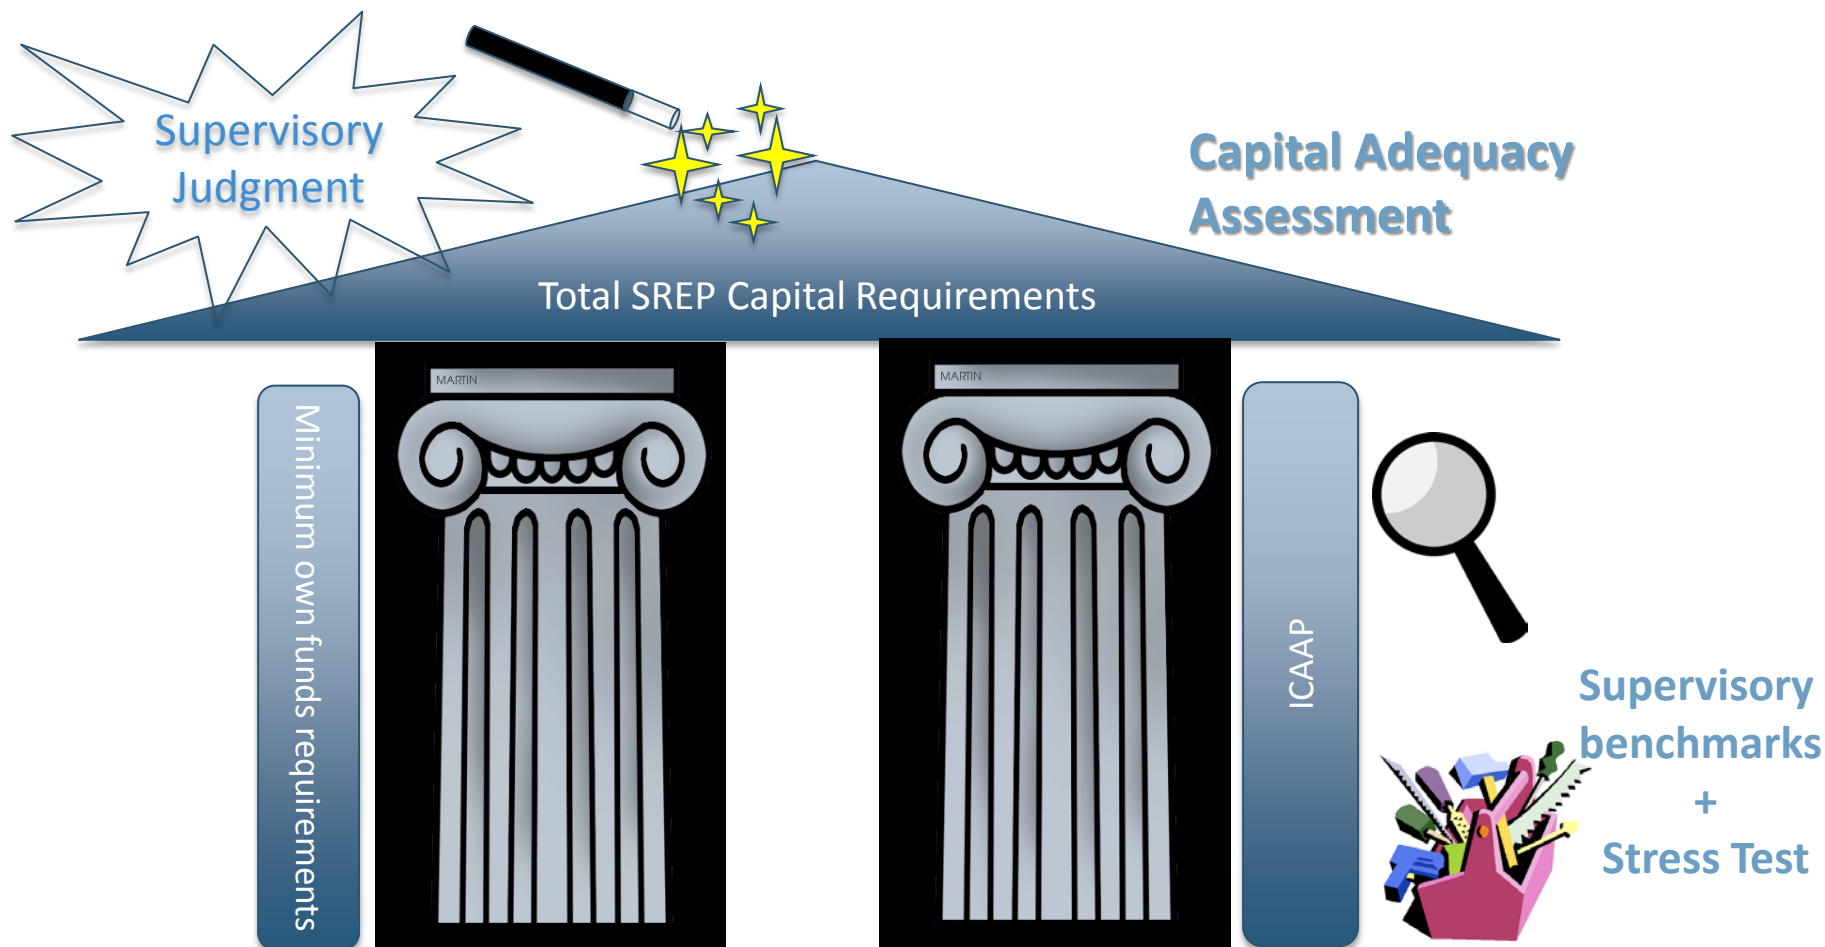 Supervisory
Judgment
Capital Adequacy
Assessment
Total SREP Capital Requirements
MARTIN
MARTIN
Minimum own funds requirements
ICAAP
Supervisory
benchmarks
+
Stress Test